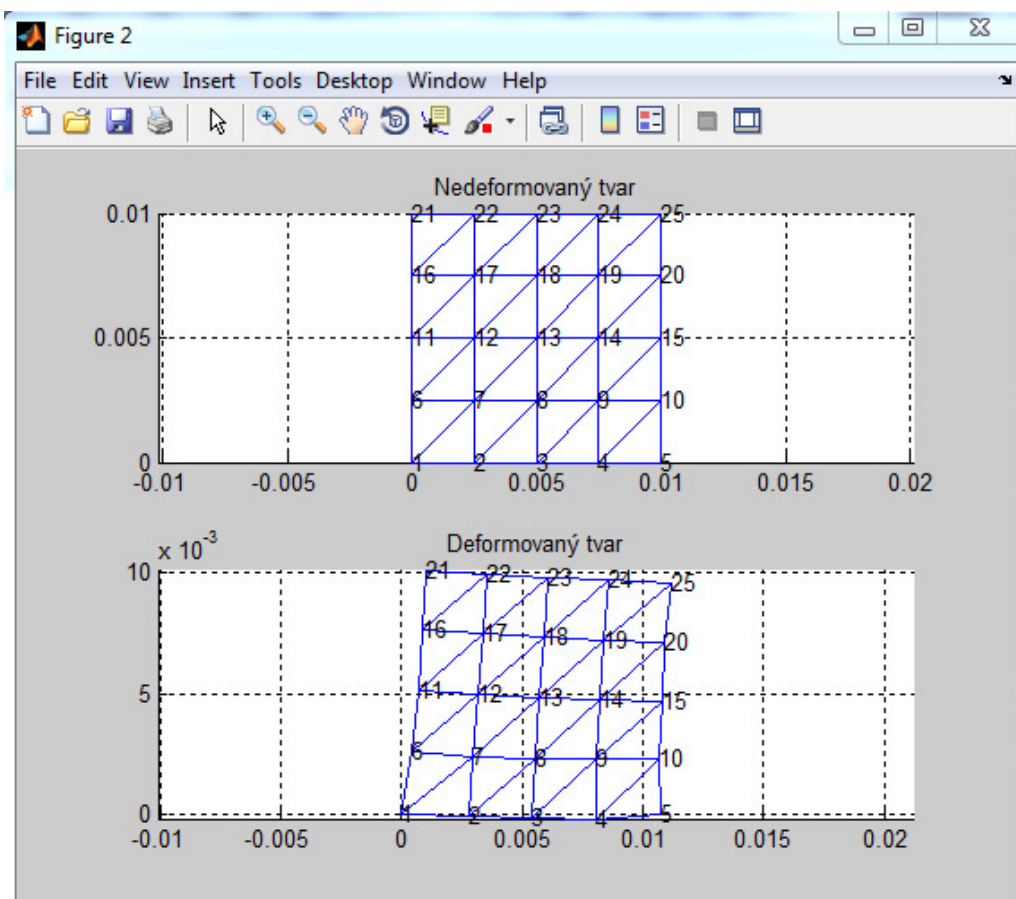 Figure 2
File Edit View Insert Tools Desktop Window Help
Nedeformovaný tvar
0.01
21 22 23 24 25
16 17 18 19 20
0.005
11 12 13 14 15
6 7 8 9 10
0
1 2 3 4 5
-0.01 -0.005 0 0.005 0.01 0.015 0.02
Deformovaný tvar
x 10-3
10
21 22 23 24 25
16 17 18 19 20
5
11 12 13 14 15
6 7 8 9 10
0
1 2 3 4 5
-0.01 -0.005 0 0.005 0.01 0.015 0.02